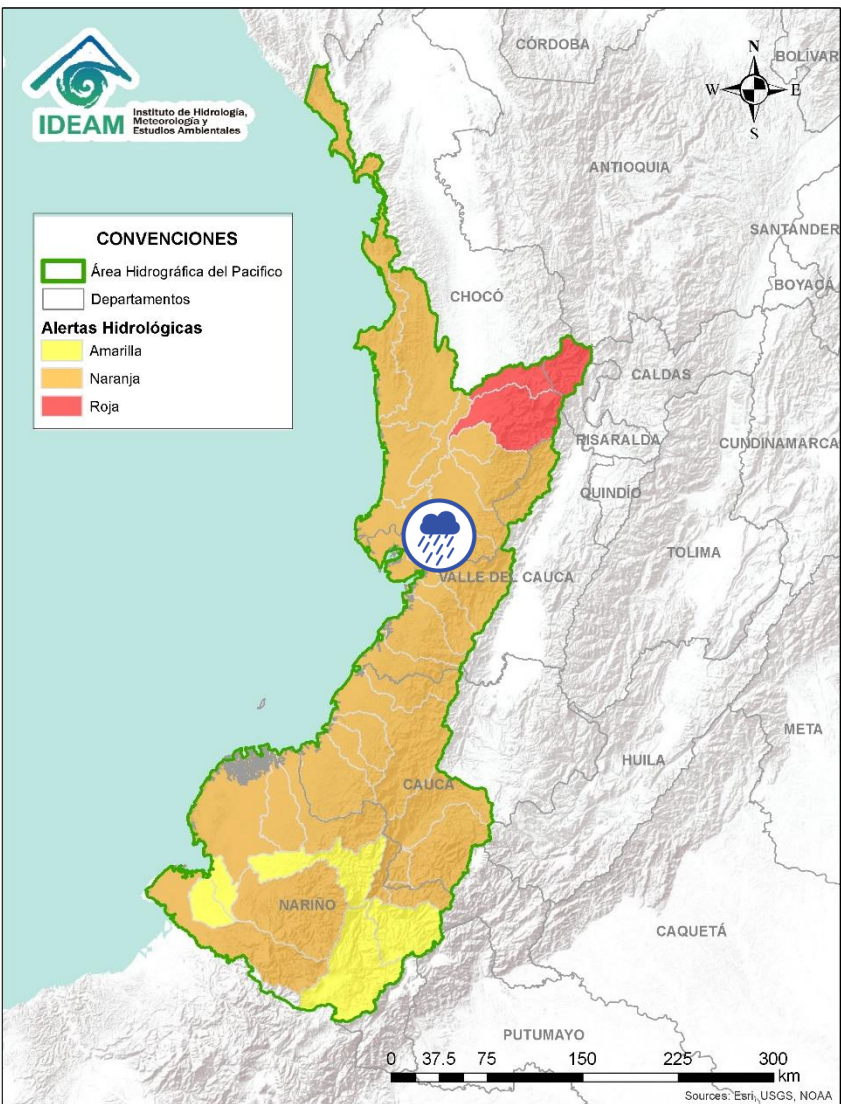 IDEAM
Instituto de Hidrología,
Meteorología y
Estudios Ambientales
CÓRDOBA
N
BOLÍVAR
W
E
S
ANTIOQUIA
SANTANDER
CONVENCIONES
Área Hidrográfica del Pacifico
Departamentos
Alertas Hidrológicas
Amarilla
Naranja
Roja
BOYACÁ
CHOCÓ
CALDAS
RISARALDA
CUNDINAMARCA
QUINDÍO
TOLIMA
VALLE DEL CAUCA
META
HUILA
CAUCA
NARIÑO
CAQUETÁ
PUTUMAYO
0 37.5 75 150 225 300
km
Sources: Esri, USGS, NOAA